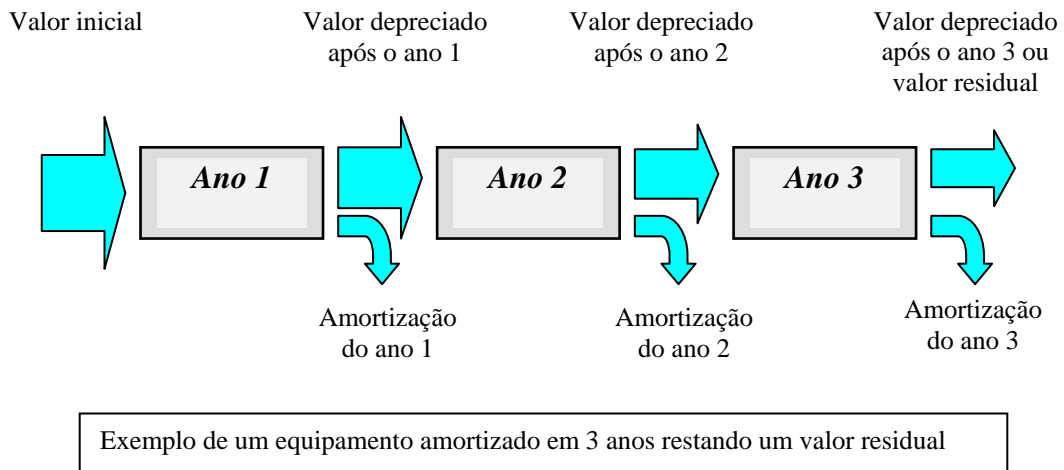 Valor inicial
Valor depreciado
após o ano 1
Valor depreciado
após o ano 2
Valor depreciado
após o ano 3 ou
valor residual
Ano 1
Ano 2
Ano 3
Amortização
do ano 1
Amortização
do ano 2
Amortização
do ano 3
Exemplo de um equipamento amortizado em 3 anos restando um valor residual